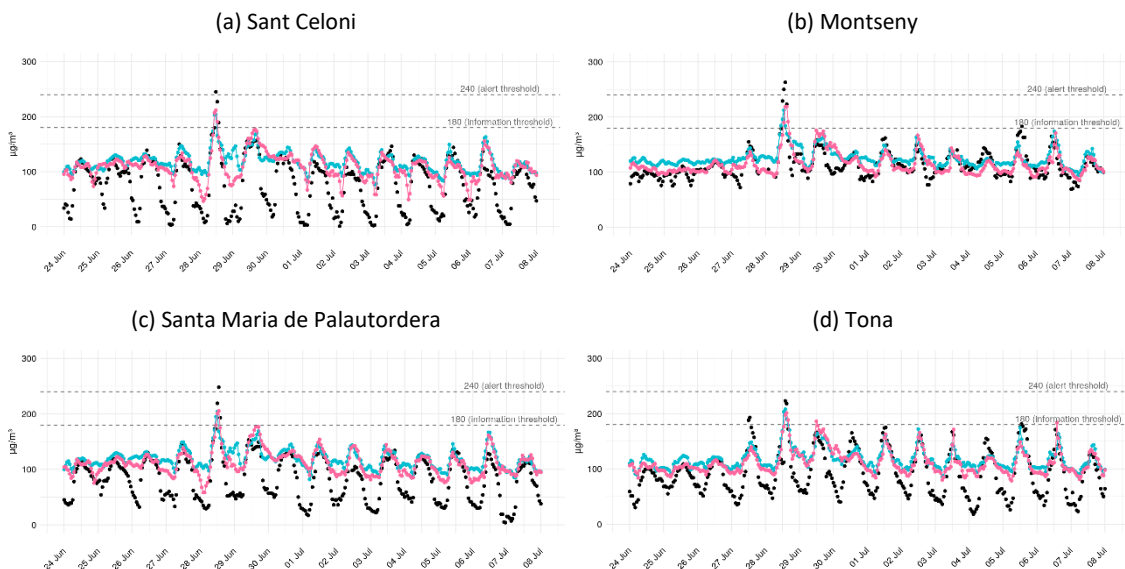 (a) Sant Celoni
300
240 (alert threshold)
200
180 (information threshold)
µg/m³
100
0
24 Jun 25 Jun 26 Jun 27 Jun 28 Jun 29 Jun 30 Jun 01 Jul 02 Jul 03 Jul 04 Jul 05 Jul 06 Jul 07 Jul 08 Jul
(b) Montseny
300
240 (alert threshold)
200
180 (information threshold)
µg/m³
100
0
24 Jun 25 Jun 26 Jun 27 Jun 28 Jun 29 Jun 30 Jun 01 Jul 02 Jul 03 Jul 04 Jul 05 Jul 06 Jul 07 Jul 08 Jul
(c) Santa Maria de Palautordera
300
240 (alert threshold)
200
180 (information threshold)
µg/m³
100
0
24 Jun 25 Jun 26 Jun 27 Jun 28 Jun 29 Jun 30 Jun 01 Jul 02 Jul 03 Jul 04 Jul 05 Jul 06 Jul 07 Jul 08 Jul
(d) Tona
300
240 (alert threshold)
200
180 (information threshold)
µg/m³
100
0
24 Jun 25 Jun 26 Jun 27 Jun 28 Jun 29 Jun 30 Jun 01 Jul 02 Jul 03 Jul 04 Jul 05 Jul 06 Jul 07 Jul 08 Jul